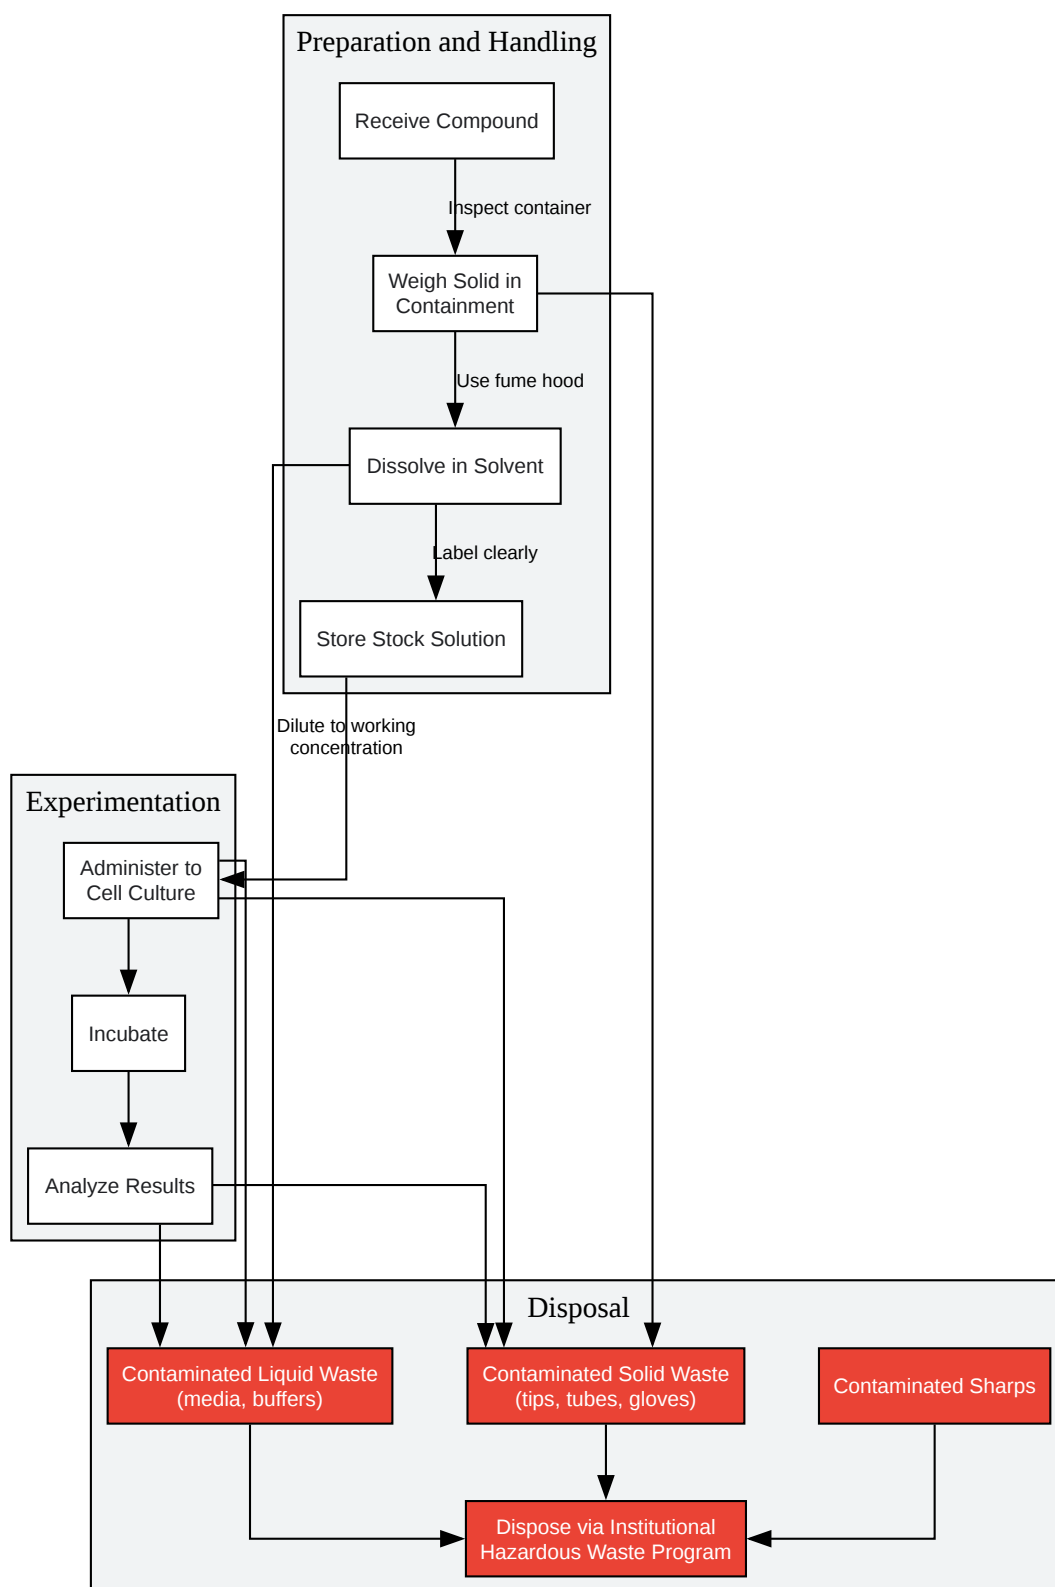 Preparation and Handling
Receive Compound
Inspect container
Weigh Solid in
Containment
Use fume hood
Dissolve in Solvent
Label clearly
Store Stock Solution
Dilute to working
concentration
Experimentation
Administer to
Cell Culture
Incubate
Analyze Results
Disposal
Contaminated Liquid Waste
(media, buffers)
Contaminated Solid Waste
(tips, tubes, gloves)
Contaminated Sharps
Dispose via Institutional
Hazardous Waste Program